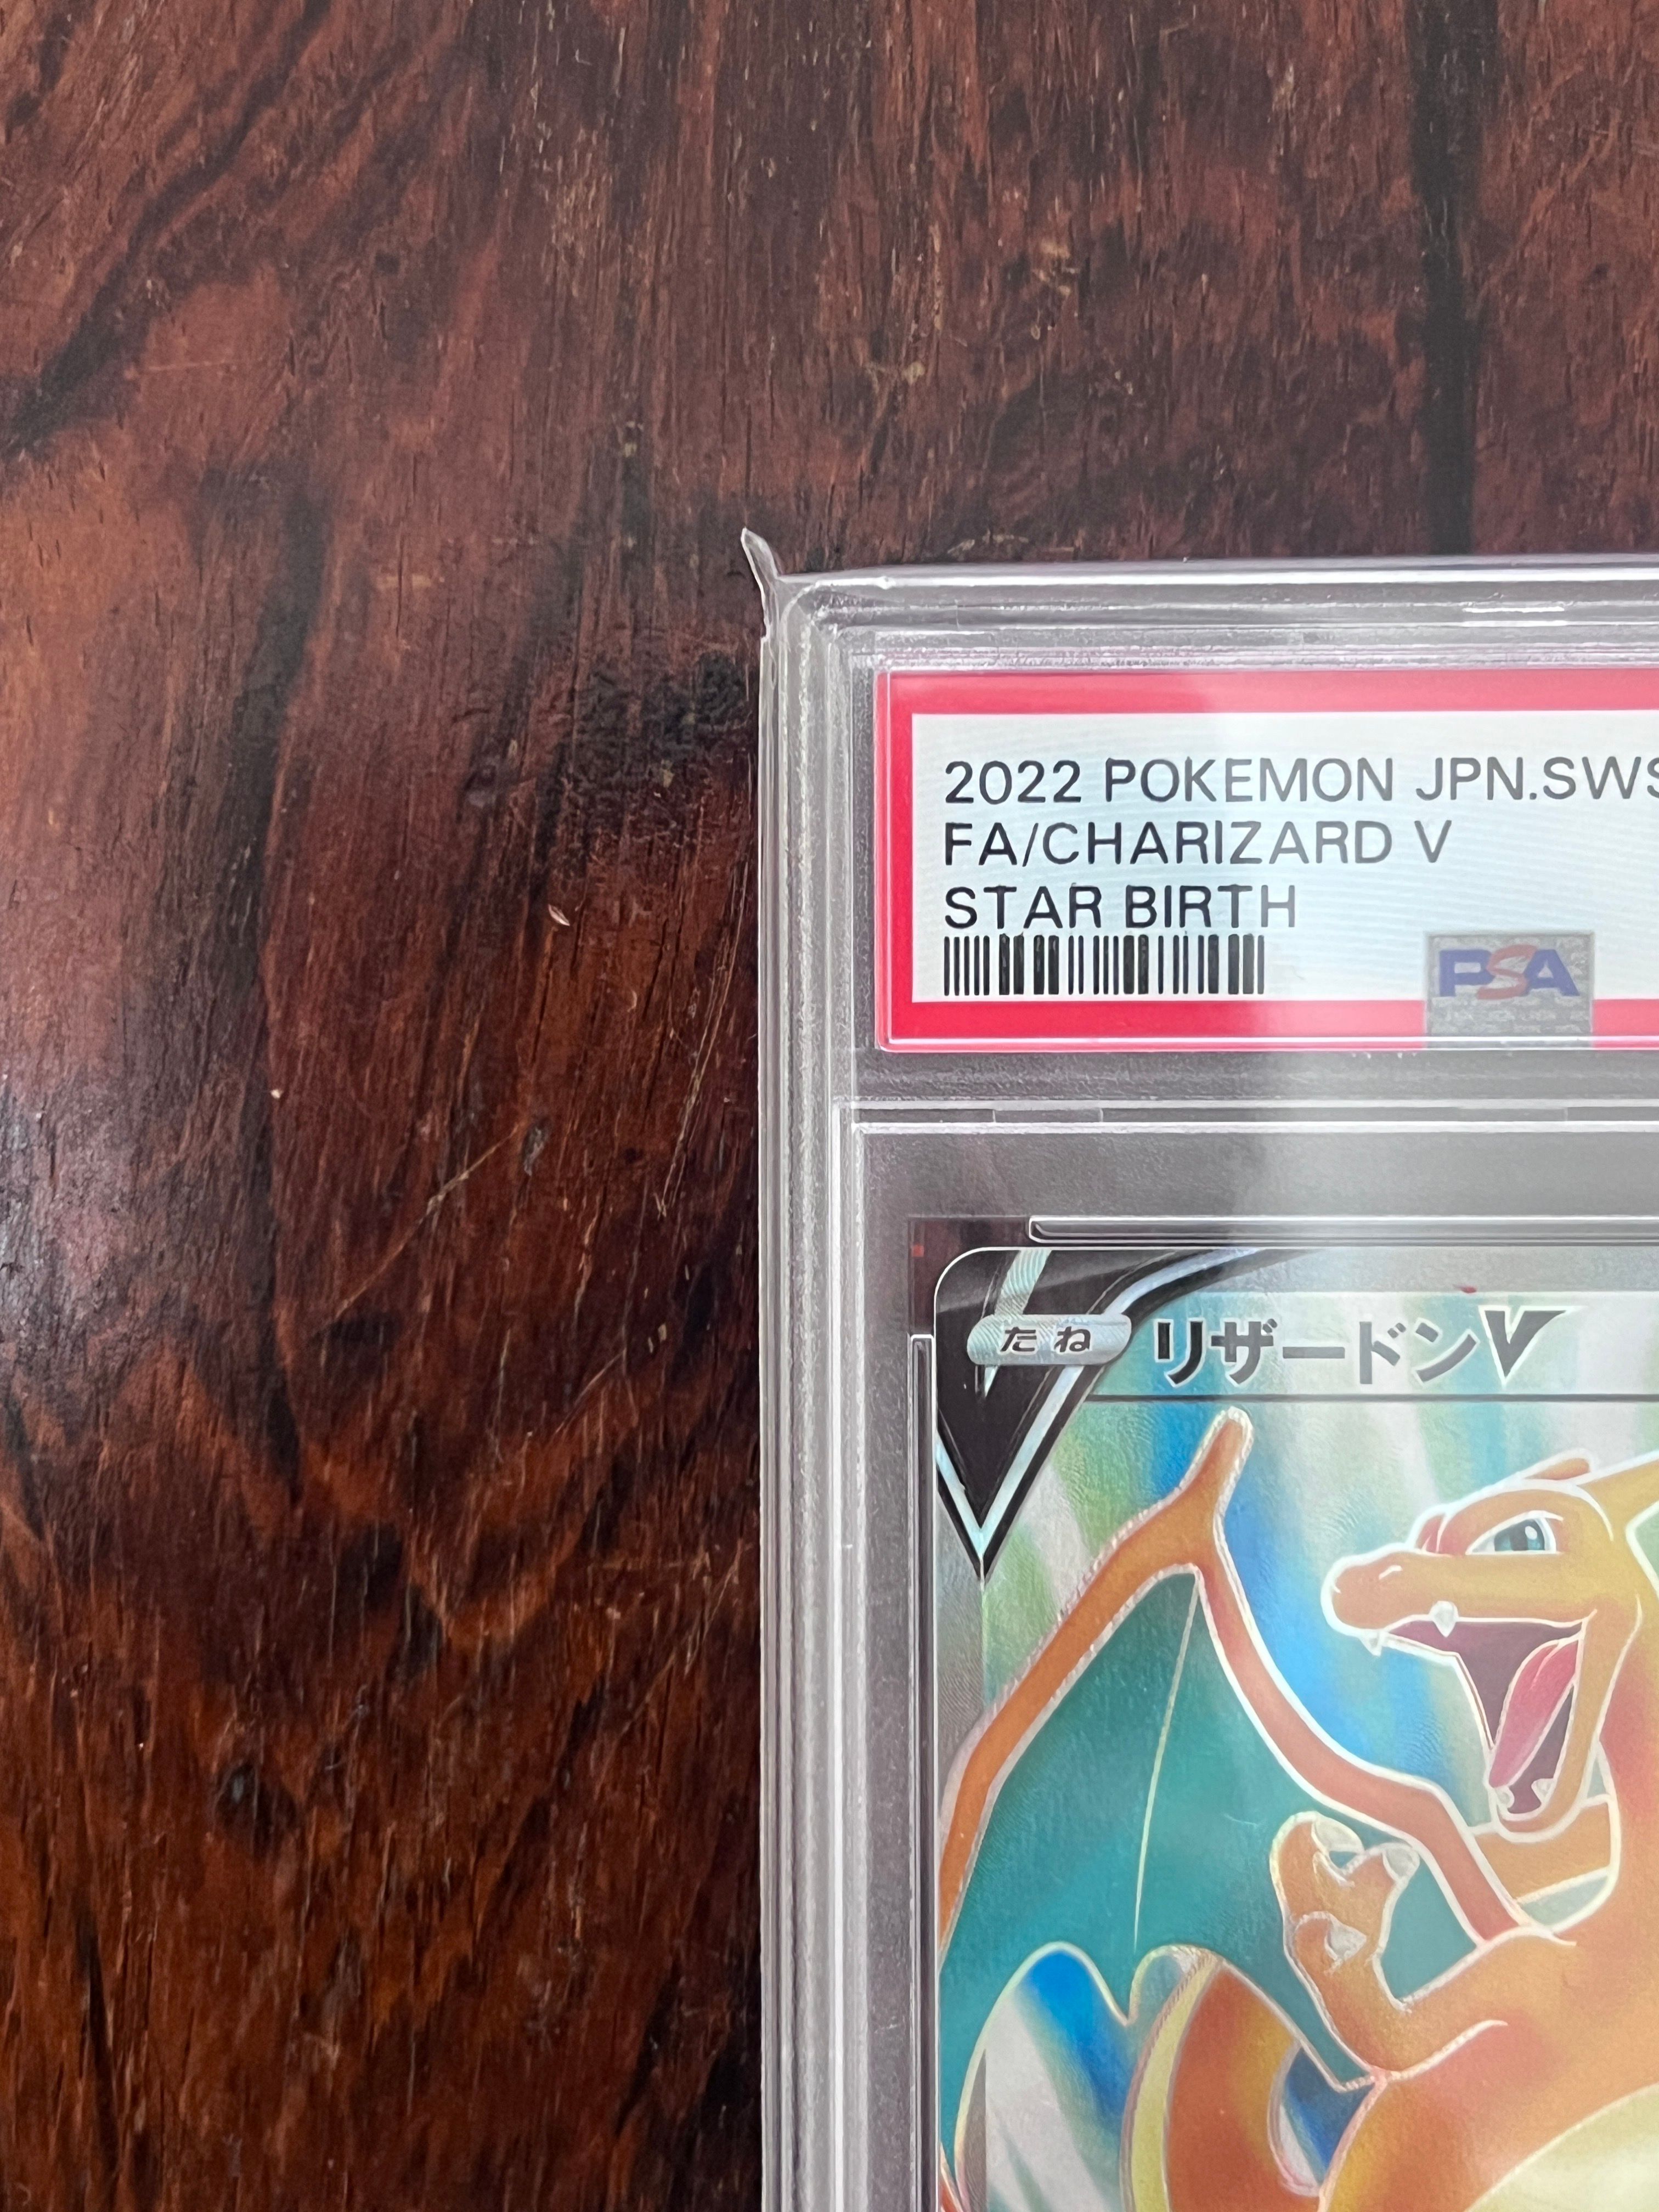 2022 POKEMON JPN.SWS
FA/CHARIZARD V
STAR BIRTH
PSA
たね リザードンV